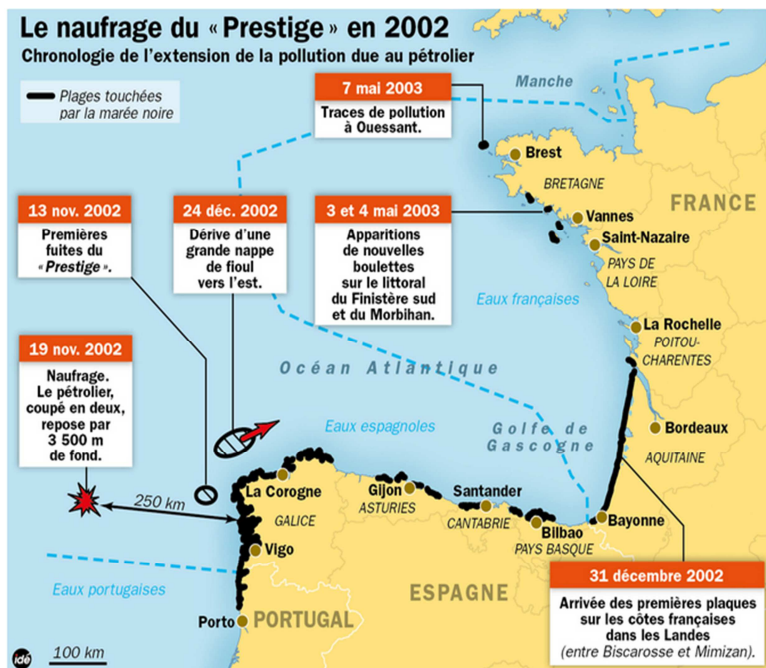 Le naufrage du « Prestige » en 2002
Chronologie de l'extension de la pollution due au pétrolier
Plages touchées
par la marée noire
7 mai 2003
Traces de pollution
à Ouessant.
Manche
Brest
BRETAGNE
FRANCE
13 nov. 2002
Premières
fuites du
« Prestige ».
24 déc. 2002
Dérive d'une
grande nappe
de fioul
vers l'est.
3 et 4 mai 2003
Apparitions
de nouvelles
boulettes
sur le littoral
du Finistère sud
et du Morbihan.
Vannes
Saint-Nazaire
PAYS DE
LA LOIRE
Eaux françaises
La Rochelle
POITOU-
CHARENTES
19 nov. 2002
Naufrage.
Le pétrolier,
coupé en deux,
repose par
3 500 m
de fond.
Océan Atlantique
Eaux espagnoles
Golfe de
Gascogne
Bordeaux
AQUITAINE
250 km
La Corogne
GALICE
Vigo
Gijon
ASTURIES
Santander
CANTABRIE
Bilbao
PAYS BASQUE
Bayonne
Eaux portugaises
Porto
PORTUGAL
ESPAGNE
31 décembre 2002
Arrivée des premières plaques
sur les côtes françaises
dans les Landes
(entre Biscarosse et Mimizan).
idé
100 km